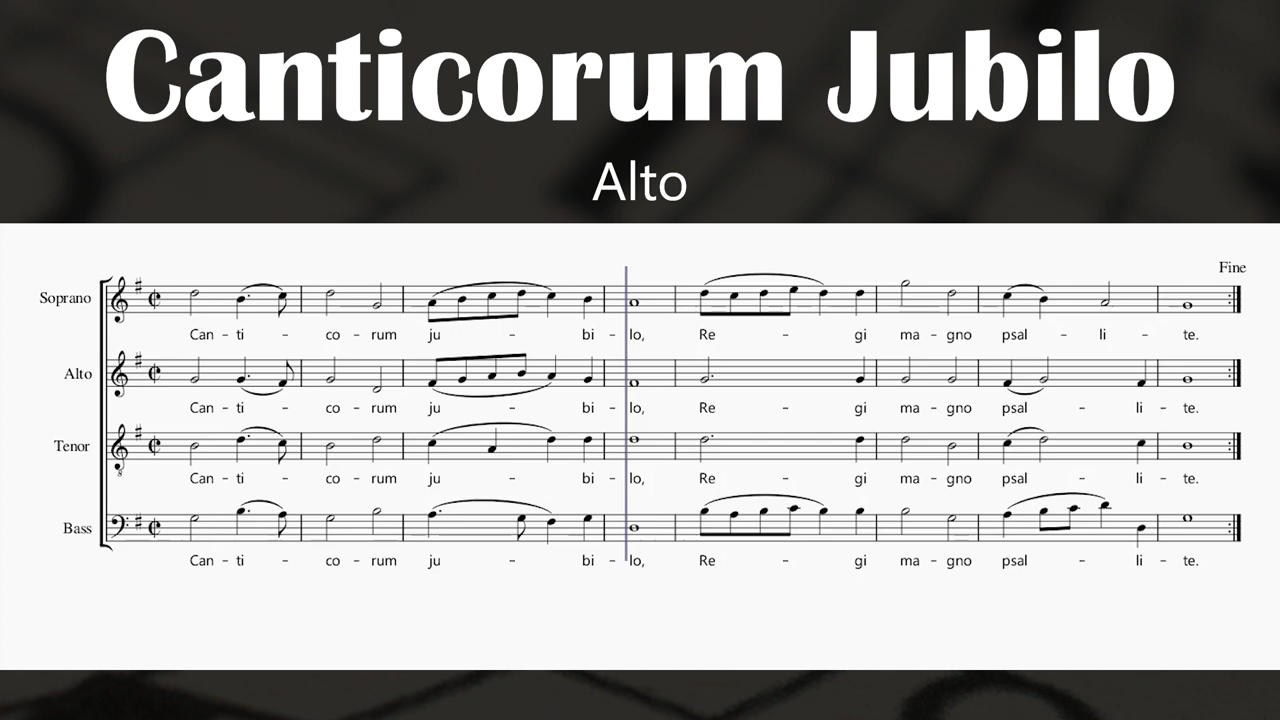 Canticorum Jubilo
Alto
Fine
Soprano
Can - ti - co - rum ju - bi - lo, Re - gi ma - gno psal - li - te.
Alto
Can - ti - co - rum ju - bi - lo, Re - gi ma - gno psal - li - te.
Tenor
Can - ti - co - rum ju - bi - lo, Re - gi ma - gno psal - li - te.
Bass
Can - ti - co - rum ju - bi - lo, Re - gi ma - gno psal - li - te.